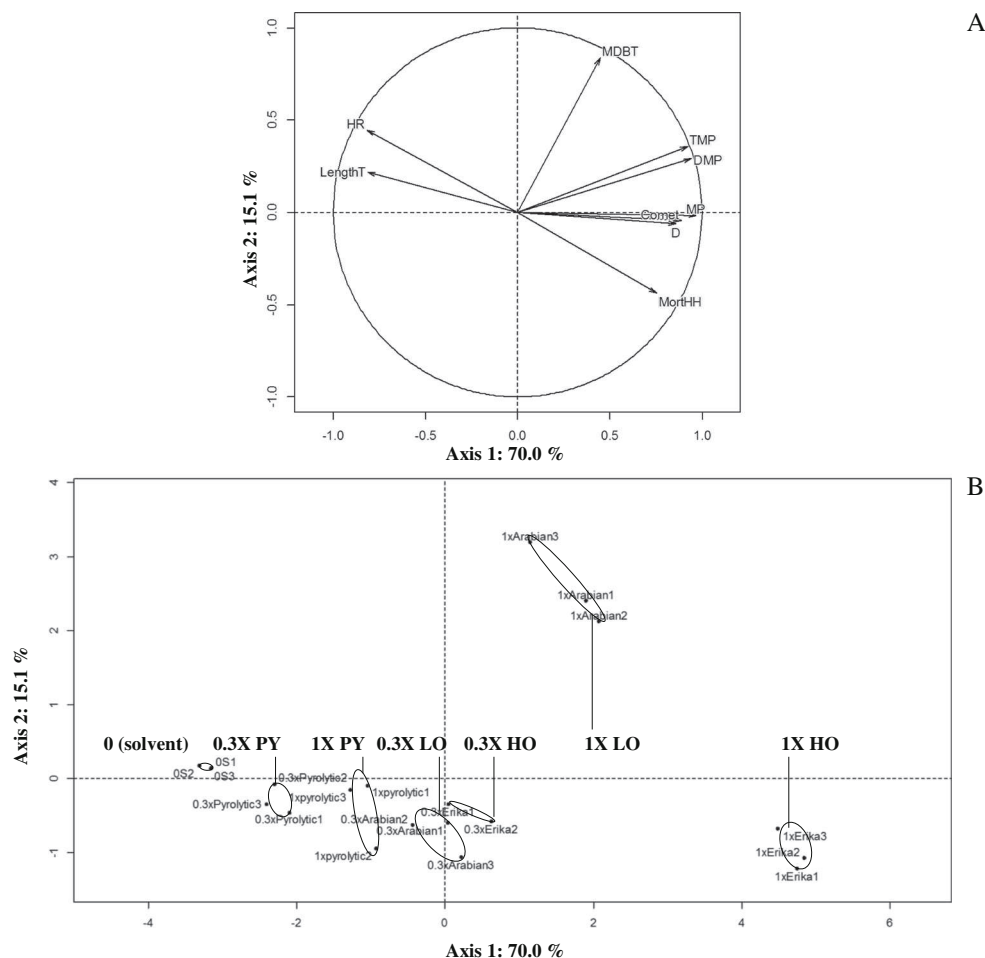 A
MDBT
HR
TMP
DMP
LengthT
MP
Comet
D
MortHH
1.0
0.5
0.0
-0.5
-1.0
Axis 2: 15.1 %
-1.0
-0.5
0.0
0.5
1.0
Axis 1: 70.0 %
B
4
3
2
1
0
-1
Axis 2: 15.1 %
1xArabian3
1xArabian1
1xArabian2
0 (solvent)
0.3X PY
1X PY
0.3X LO
0.3X HO
1X LO
1X HO
0S1
0S2
0S3
0.3xPyrolytic2
1xpyrolytic1
1xpyrolytic3
0.3xPyrolytic3
0.3xPyrolytic1
0.3xArabian2
0.3xErika1
0.3xArabian1
0.3xErika2
1xpyrolytic2
0.3xArabian3
1xErika3
1xErika2
1xErika1
-4
-2
0
2
4
6
Axis 1: 70.0 %